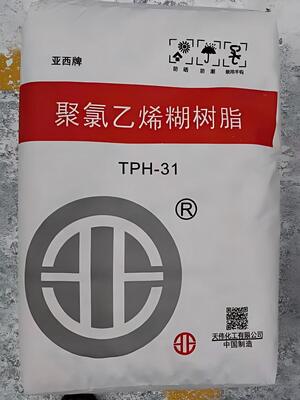 亚西牌
防晒 防潮 禁用手钩
聚氯乙烯糊树脂
TPH-31
®
天伟化工有限公司
中国制造